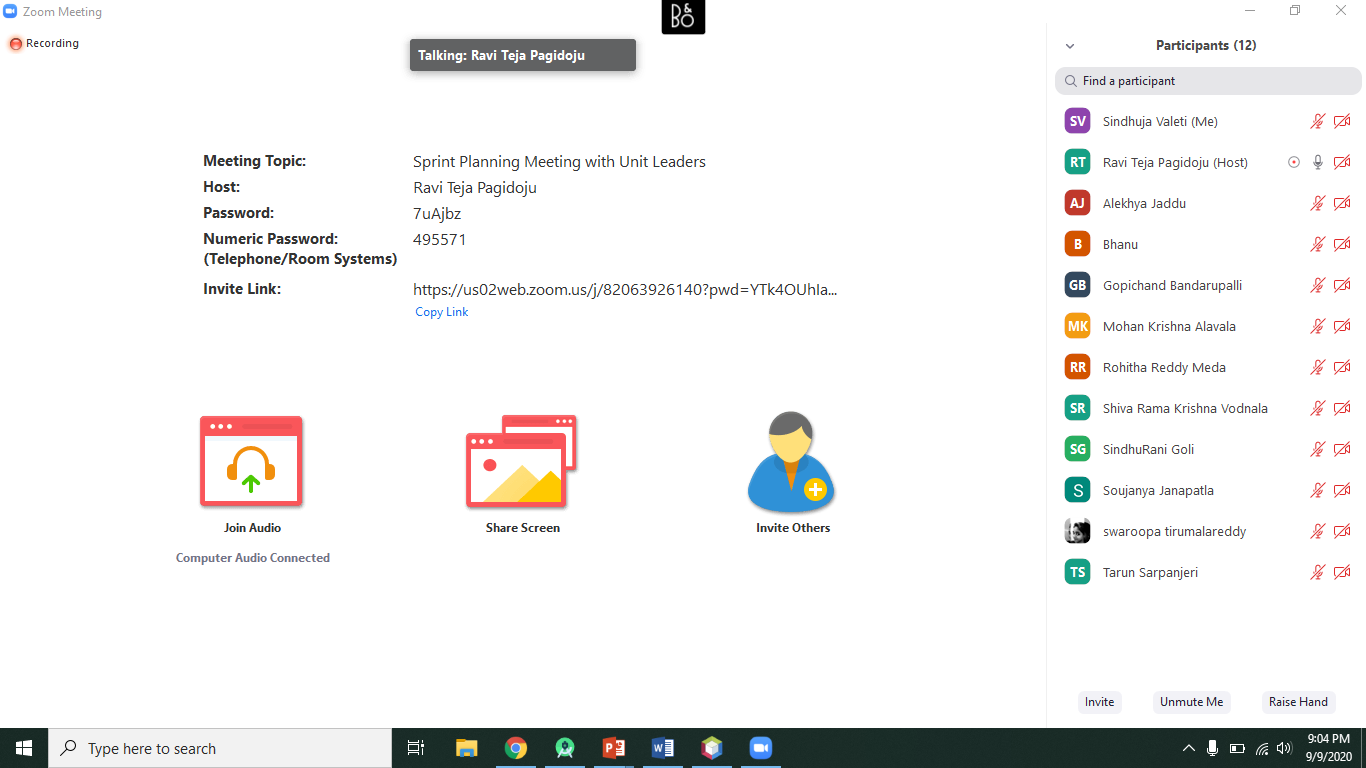 Zoom Meeting
B&O
Recording
Talking: Ravi Teja Pagidoju
Meeting Topic: Sprint Planning Meeting with Unit Leaders
Host: Ravi Teja Pagidoju
Password: 7uAjbz
Numeric Password: 495571
(Telephone/Room Systems)
Invite Link: https://us02web.zoom.us/j/82063926140?pwd=YTk4OUhIa...
Copy Link
Join Audio
Computer Audio Connected
Share Screen
Invite Others
Participants (12)
Find a participant
SV Sindhuja Valeti (Me)
RT Ravi Teja Pagidoju (Host)
AJ Alekhya Jaddu
B Bhanu
GB Gopichand Bandarupalli
MK Mohan Krishna Alavala
RR Rohitha Reddy Meda
SR Shiva Rama Krishna Vodnala
SG SindhuRani Goli
S Soujanya Janapatla
swaroopa tirumalareddy
TS Tarun Sarpanjeri
Invite Unmute Me Raise Hand
Type here to search
9:04 PM
9/9/2020